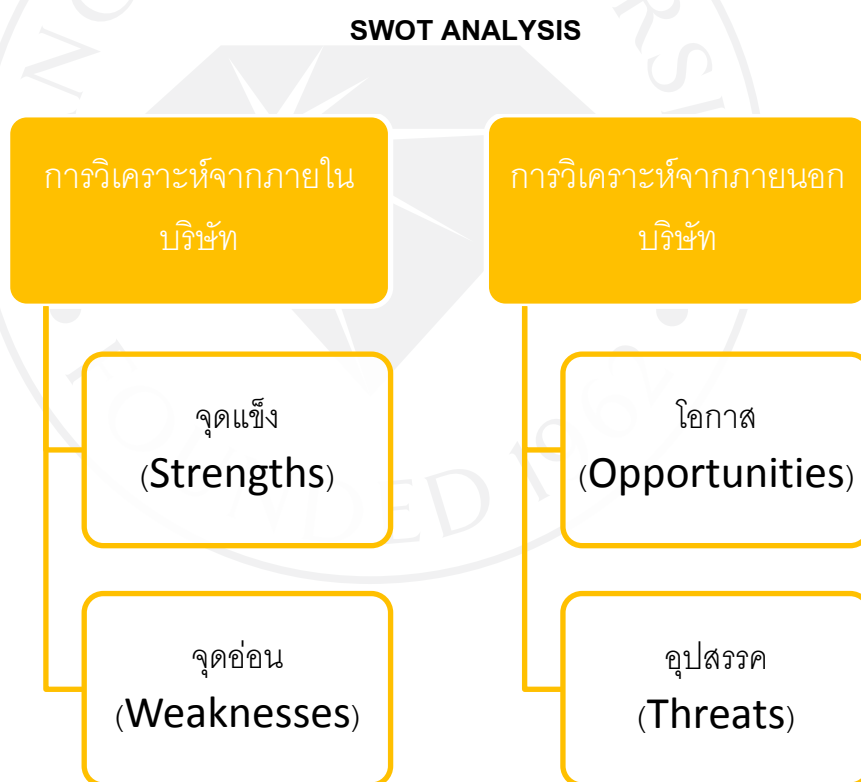 SWOT ANALYSIS
การวิเคราะห์จากภายใน
บริษัท
จุดแข็ง
(Strengths)
จุดอ่อน
(Weaknesses)
การวิเคราะห์จากภายนอก
บริษัท
โอกาส
(Opportunities)
อุปสรรค
(Threats)